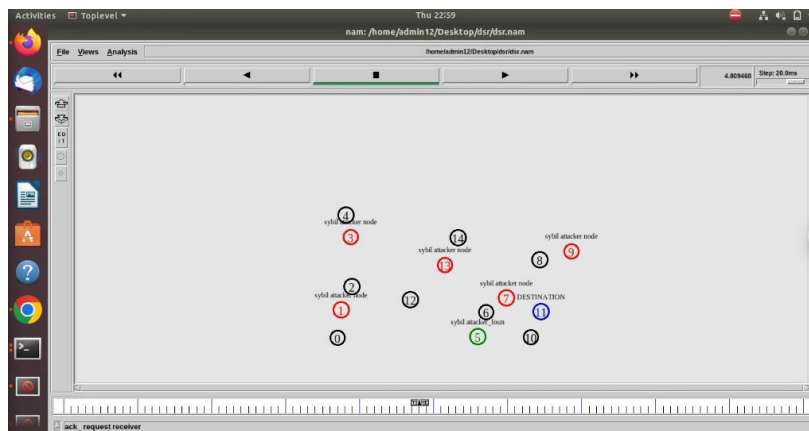 Activities Toplevel Thu 22:59
nam: /home/admin12/Desktop/dsr/dsr.nam
File Views Analysis /home/admin12/Desktop/dsr/dsr.nam
4.809468 Step: 20.0ms
4
sybil attacker node
3
14
sybil attacker node
9
sybil attacker node
13
8
2
sybil attacker node
1
12
sybil attacker node
7
DESTINATION
6
11
sybil attacker_foun
5
0
10
ack_ request receiver